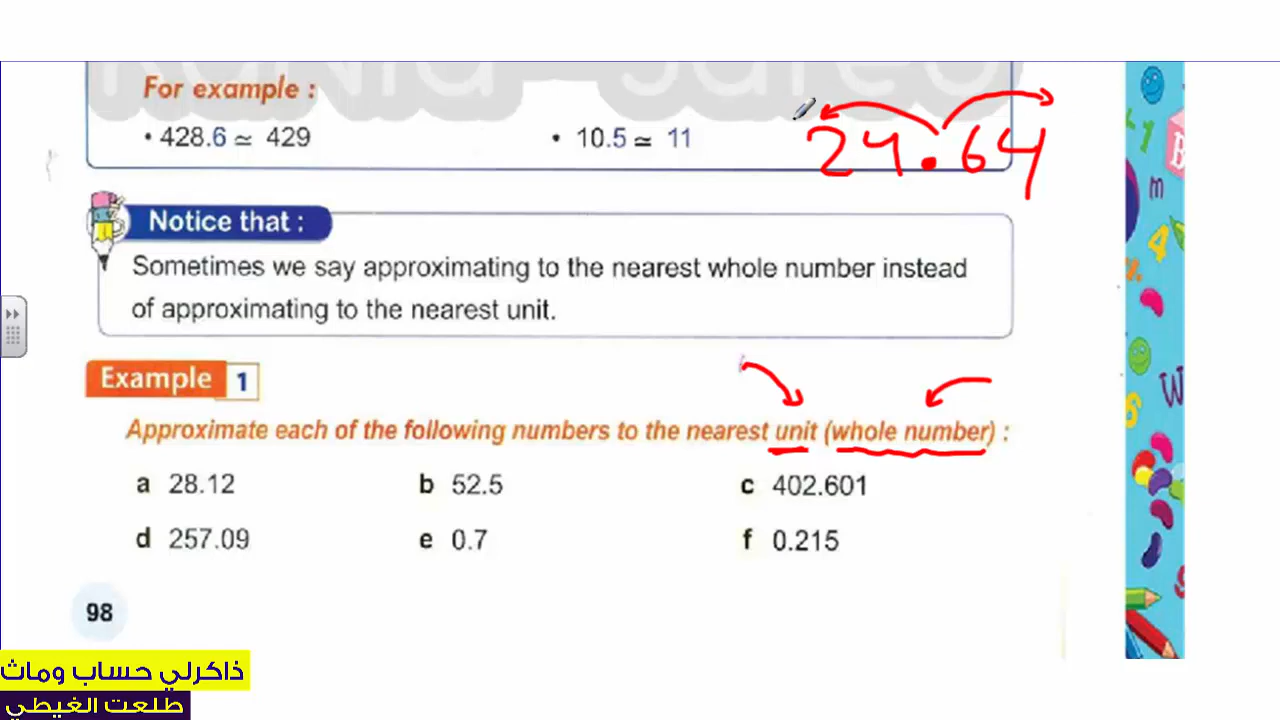 For example :
• 428.6 ≃ 429
• 10.5 ≃ 11
24.64
Notice that :
Sometimes we say approximating to the nearest whole number instead
of approximating to the nearest unit.
Example 1
Approximate each of the following numbers to the nearest unit (whole number) :
a 28.12 b 52.5 c 402.601
d 257.09 e 0.7 f 0.215
98
ذاكرلي حساب وماث
طلعت الغيطي